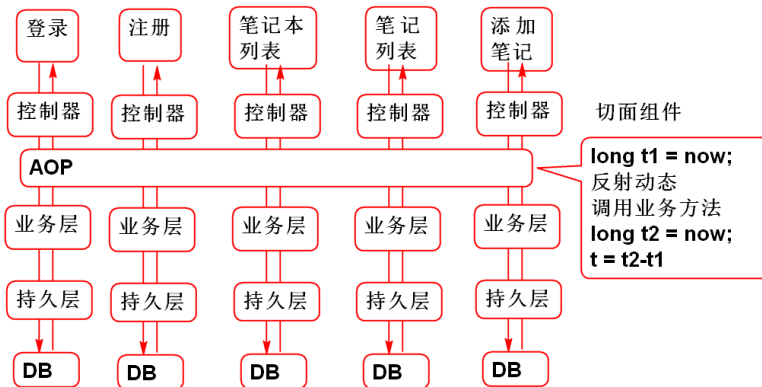 登录
注册
笔记本
列表
笔记
列表
添加
笔记
控制器
控制器
控制器
控制器
控制器
切面组件
AOP
long t1 = now;
反射动态
调用业务方法
long t2 = now;
t = t2-t1
业务层
业务层
业务层
业务层
业务层
持久层
持久层
持久层
持久层
持久层
DB
DB
DB
DB
DB